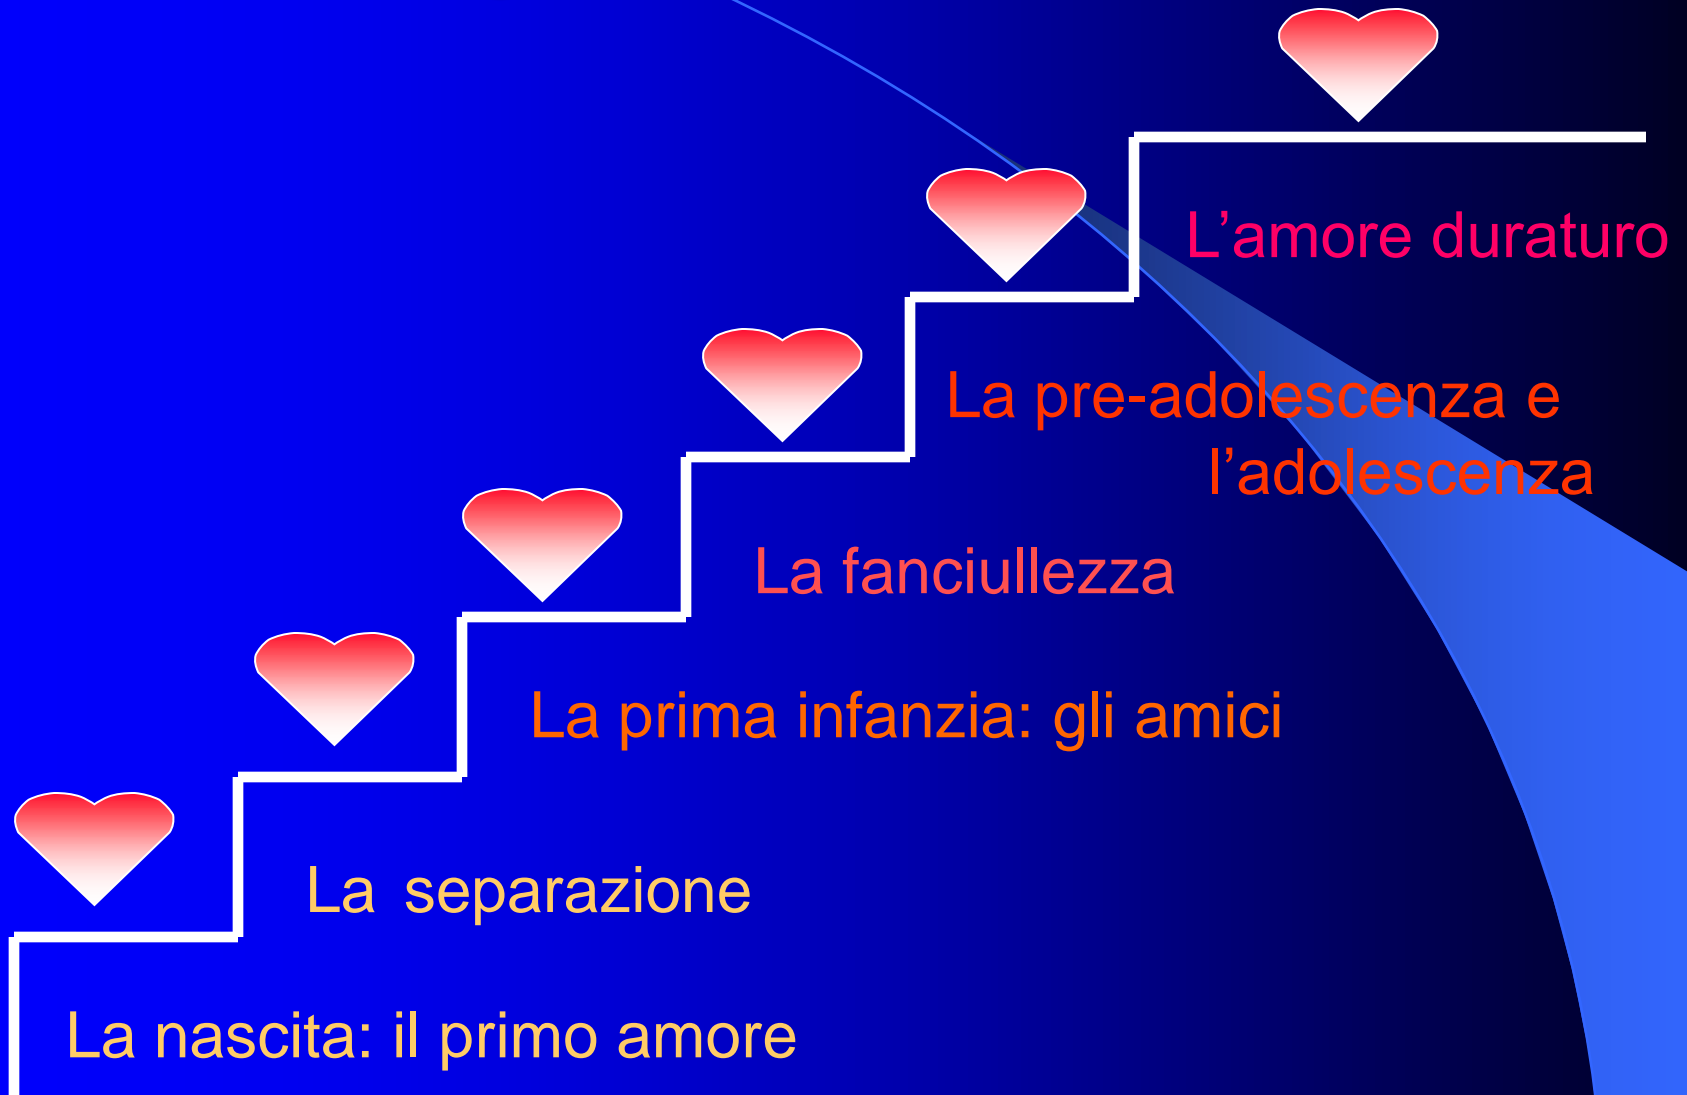 L’amore duraturo
La pre-adolescenza e
l’adolescenza
La fanciullezza
La prima infanzia: gli amici
La separazione
La nascita: il primo amore